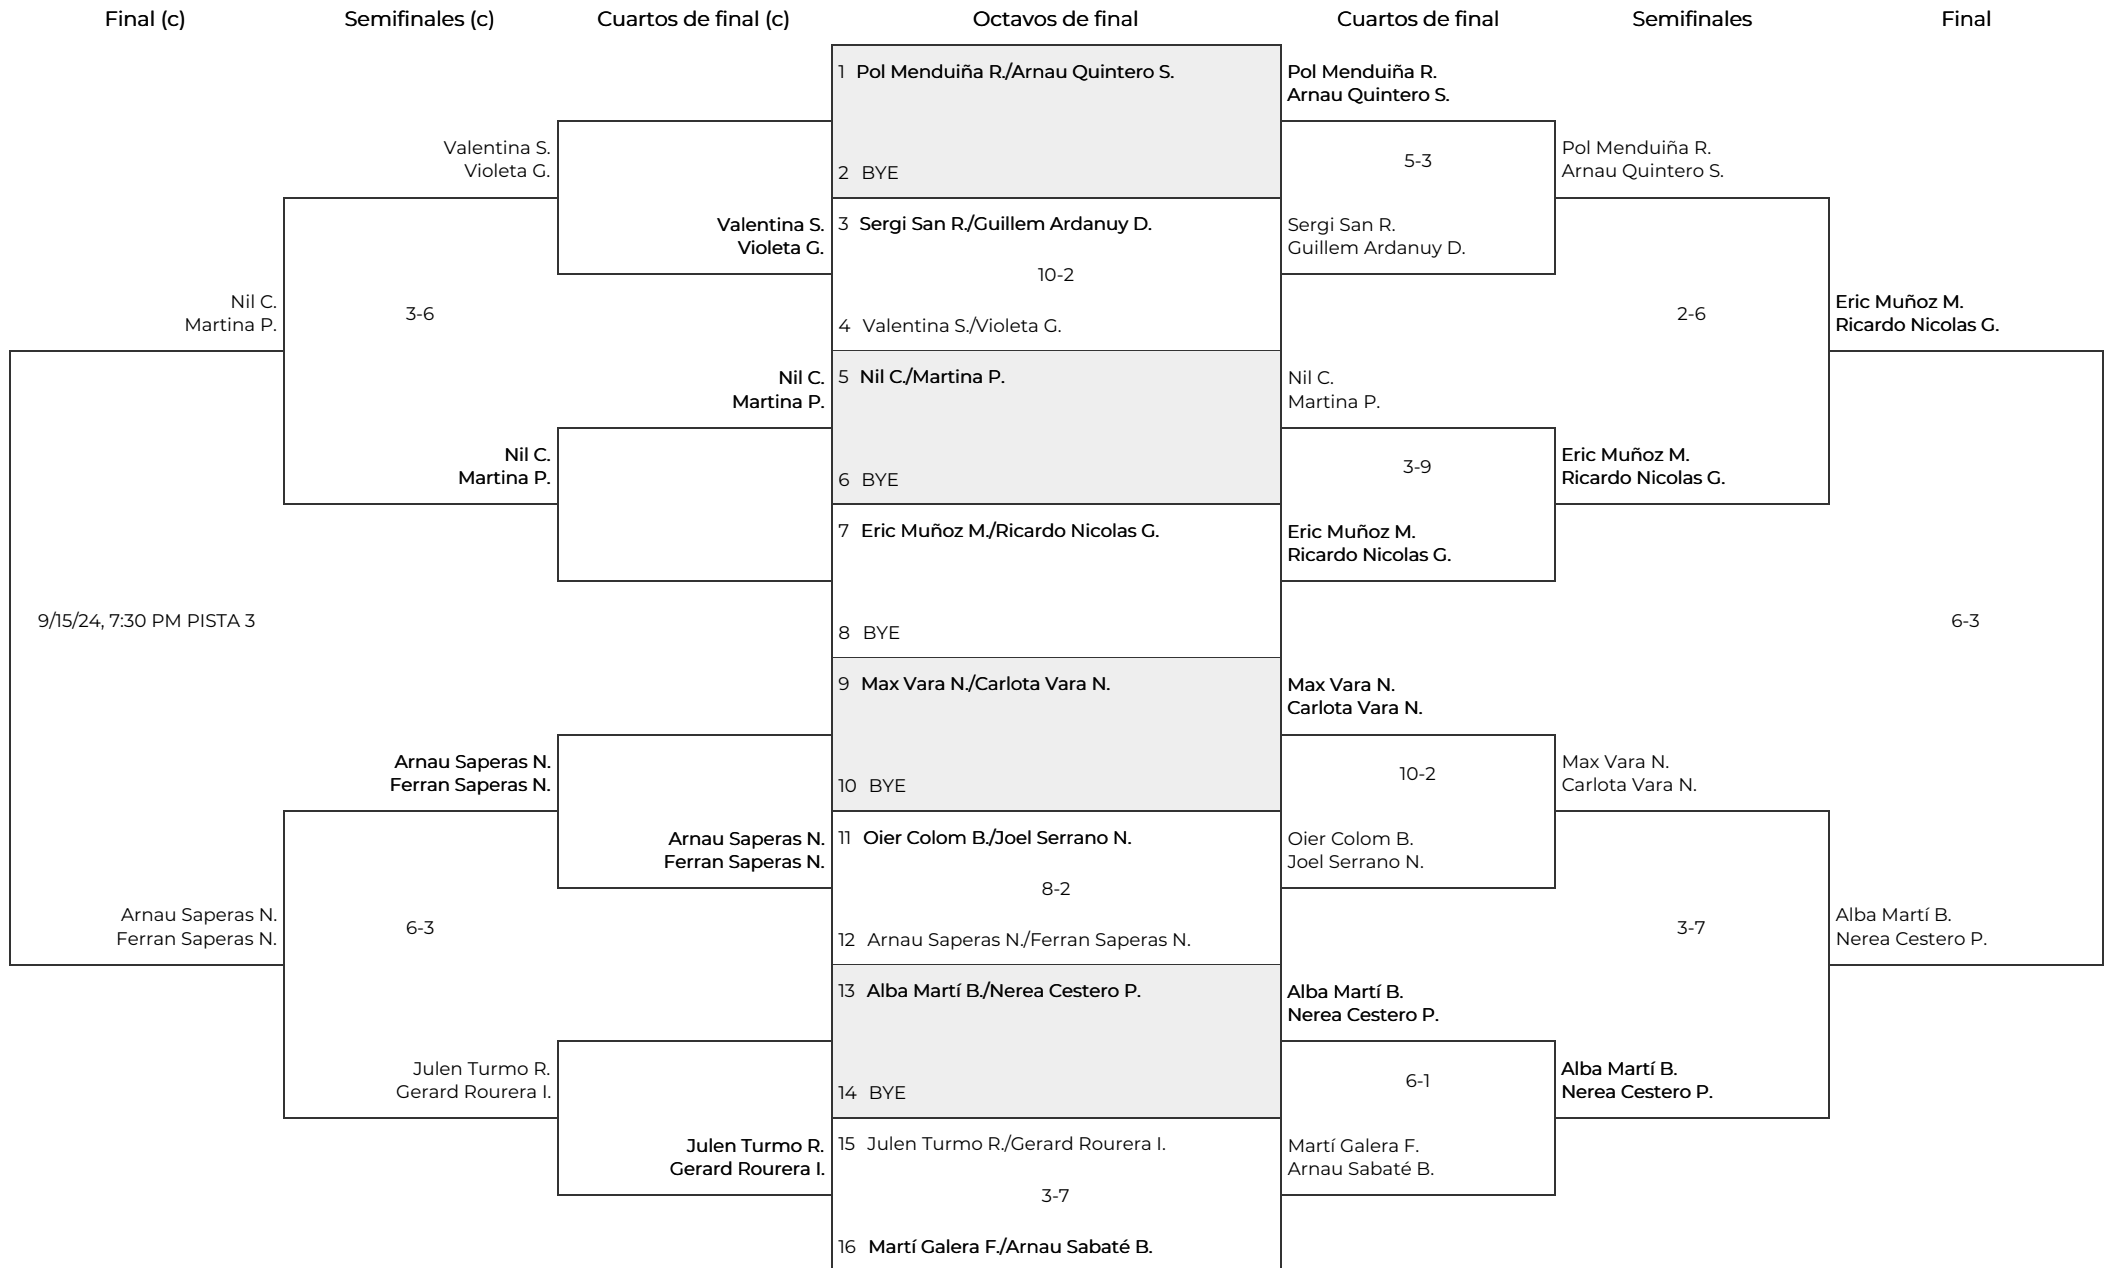 Final (c)
Semifinales (c)
Cuartos de final (c)
Octavos de final
Cuartos de final
Semifinales
Final
Nil C.
Martina P.
9/15/24, 7:30 PM PISTA 3
Arnau Saperas N.
Ferran Saperas N.
Valentina S.
Violeta G.
3-6
Nil C.
Martina P.
Arnau Saperas N.
Ferran Saperas N.
6-3
Julen Turmo R.
Gerard Rourera I.
Valentina S.
Violeta G.
Nil C.
Martina P.
Arnau Saperas N.
Ferran Saperas N.
Julen Turmo R.
Gerard Rourera I.
1 Pol Menduiña R./Arnau Quintero S.
2 BYE
3 Sergi San R./Guillem Ardanuy D.
10-2
4 Valentina S./Violeta G.
5 Nil C./Martina P.
6 BYE
7 Eric Muñoz M./Ricardo Nicolas G.
8 BYE
9 Max Vara N./Carlota Vara N.
10 BYE
11 Oier Colom B./Joel Serrano N.
8-2
12 Arnau Saperas N./Ferran Saperas N.
13 Alba Martí B./Nerea Cestero P.
14 BYE
15 Julen Turmo R./Gerard Rourera I.
3-7
16 Martí Galera F./Arnau Sabaté B.
Pol Menduiña R.
Arnau Quintero S.
5-3
Sergi San R.
Guillem Ardanuy D.
Nil C.
Martina P.
3-9
Eric Muñoz M.
Ricardo Nicolas G.
Max Vara N.
Carlota Vara N.
10-2
Oier Colom B.
Joel Serrano N.
Alba Martí B.
Nerea Cestero P.
6-1
Martí Galera F.
Arnau Sabaté B.
Pol Menduiña R.
Arnau Quintero S.
2-6
Eric Muñoz M.
Ricardo Nicolas G.
Max Vara N.
Carlota Vara N.
3-7
Alba Martí B.
Nerea Cestero P.
Eric Muñoz M.
Ricardo Nicolas G.
6-3
Alba Martí B.
Nerea Cestero P.